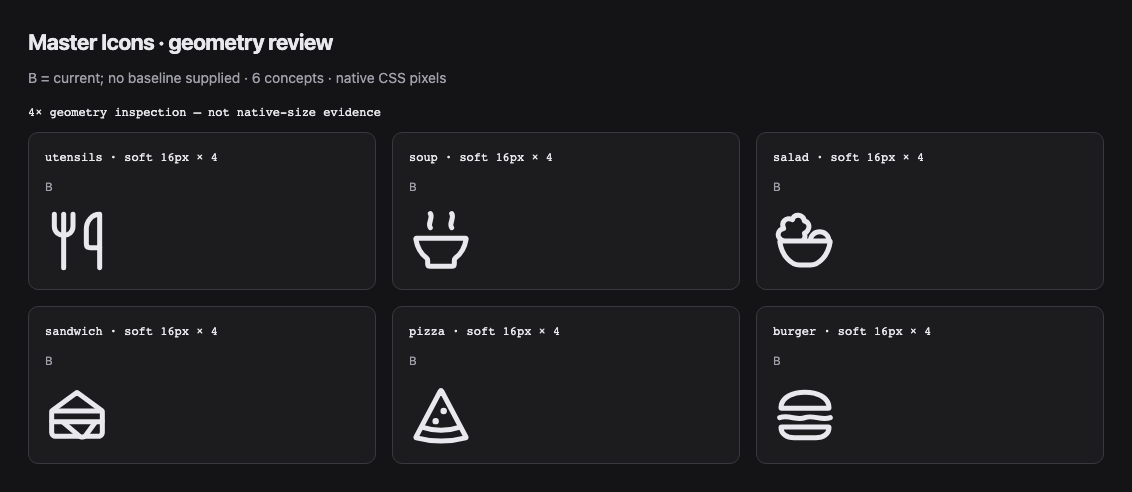 Master Icons · geometry review
B = current; no baseline supplied · 6 concepts · native CSS pixels
4× geometry inspection — not native-size evidence
utensils · soft 16px × 4
B
soup · soft 16px × 4
B
salad · soft 16px × 4
B
sandwich · soft 16px × 4
B
pizza · soft 16px × 4
B
burger · soft 16px × 4
B